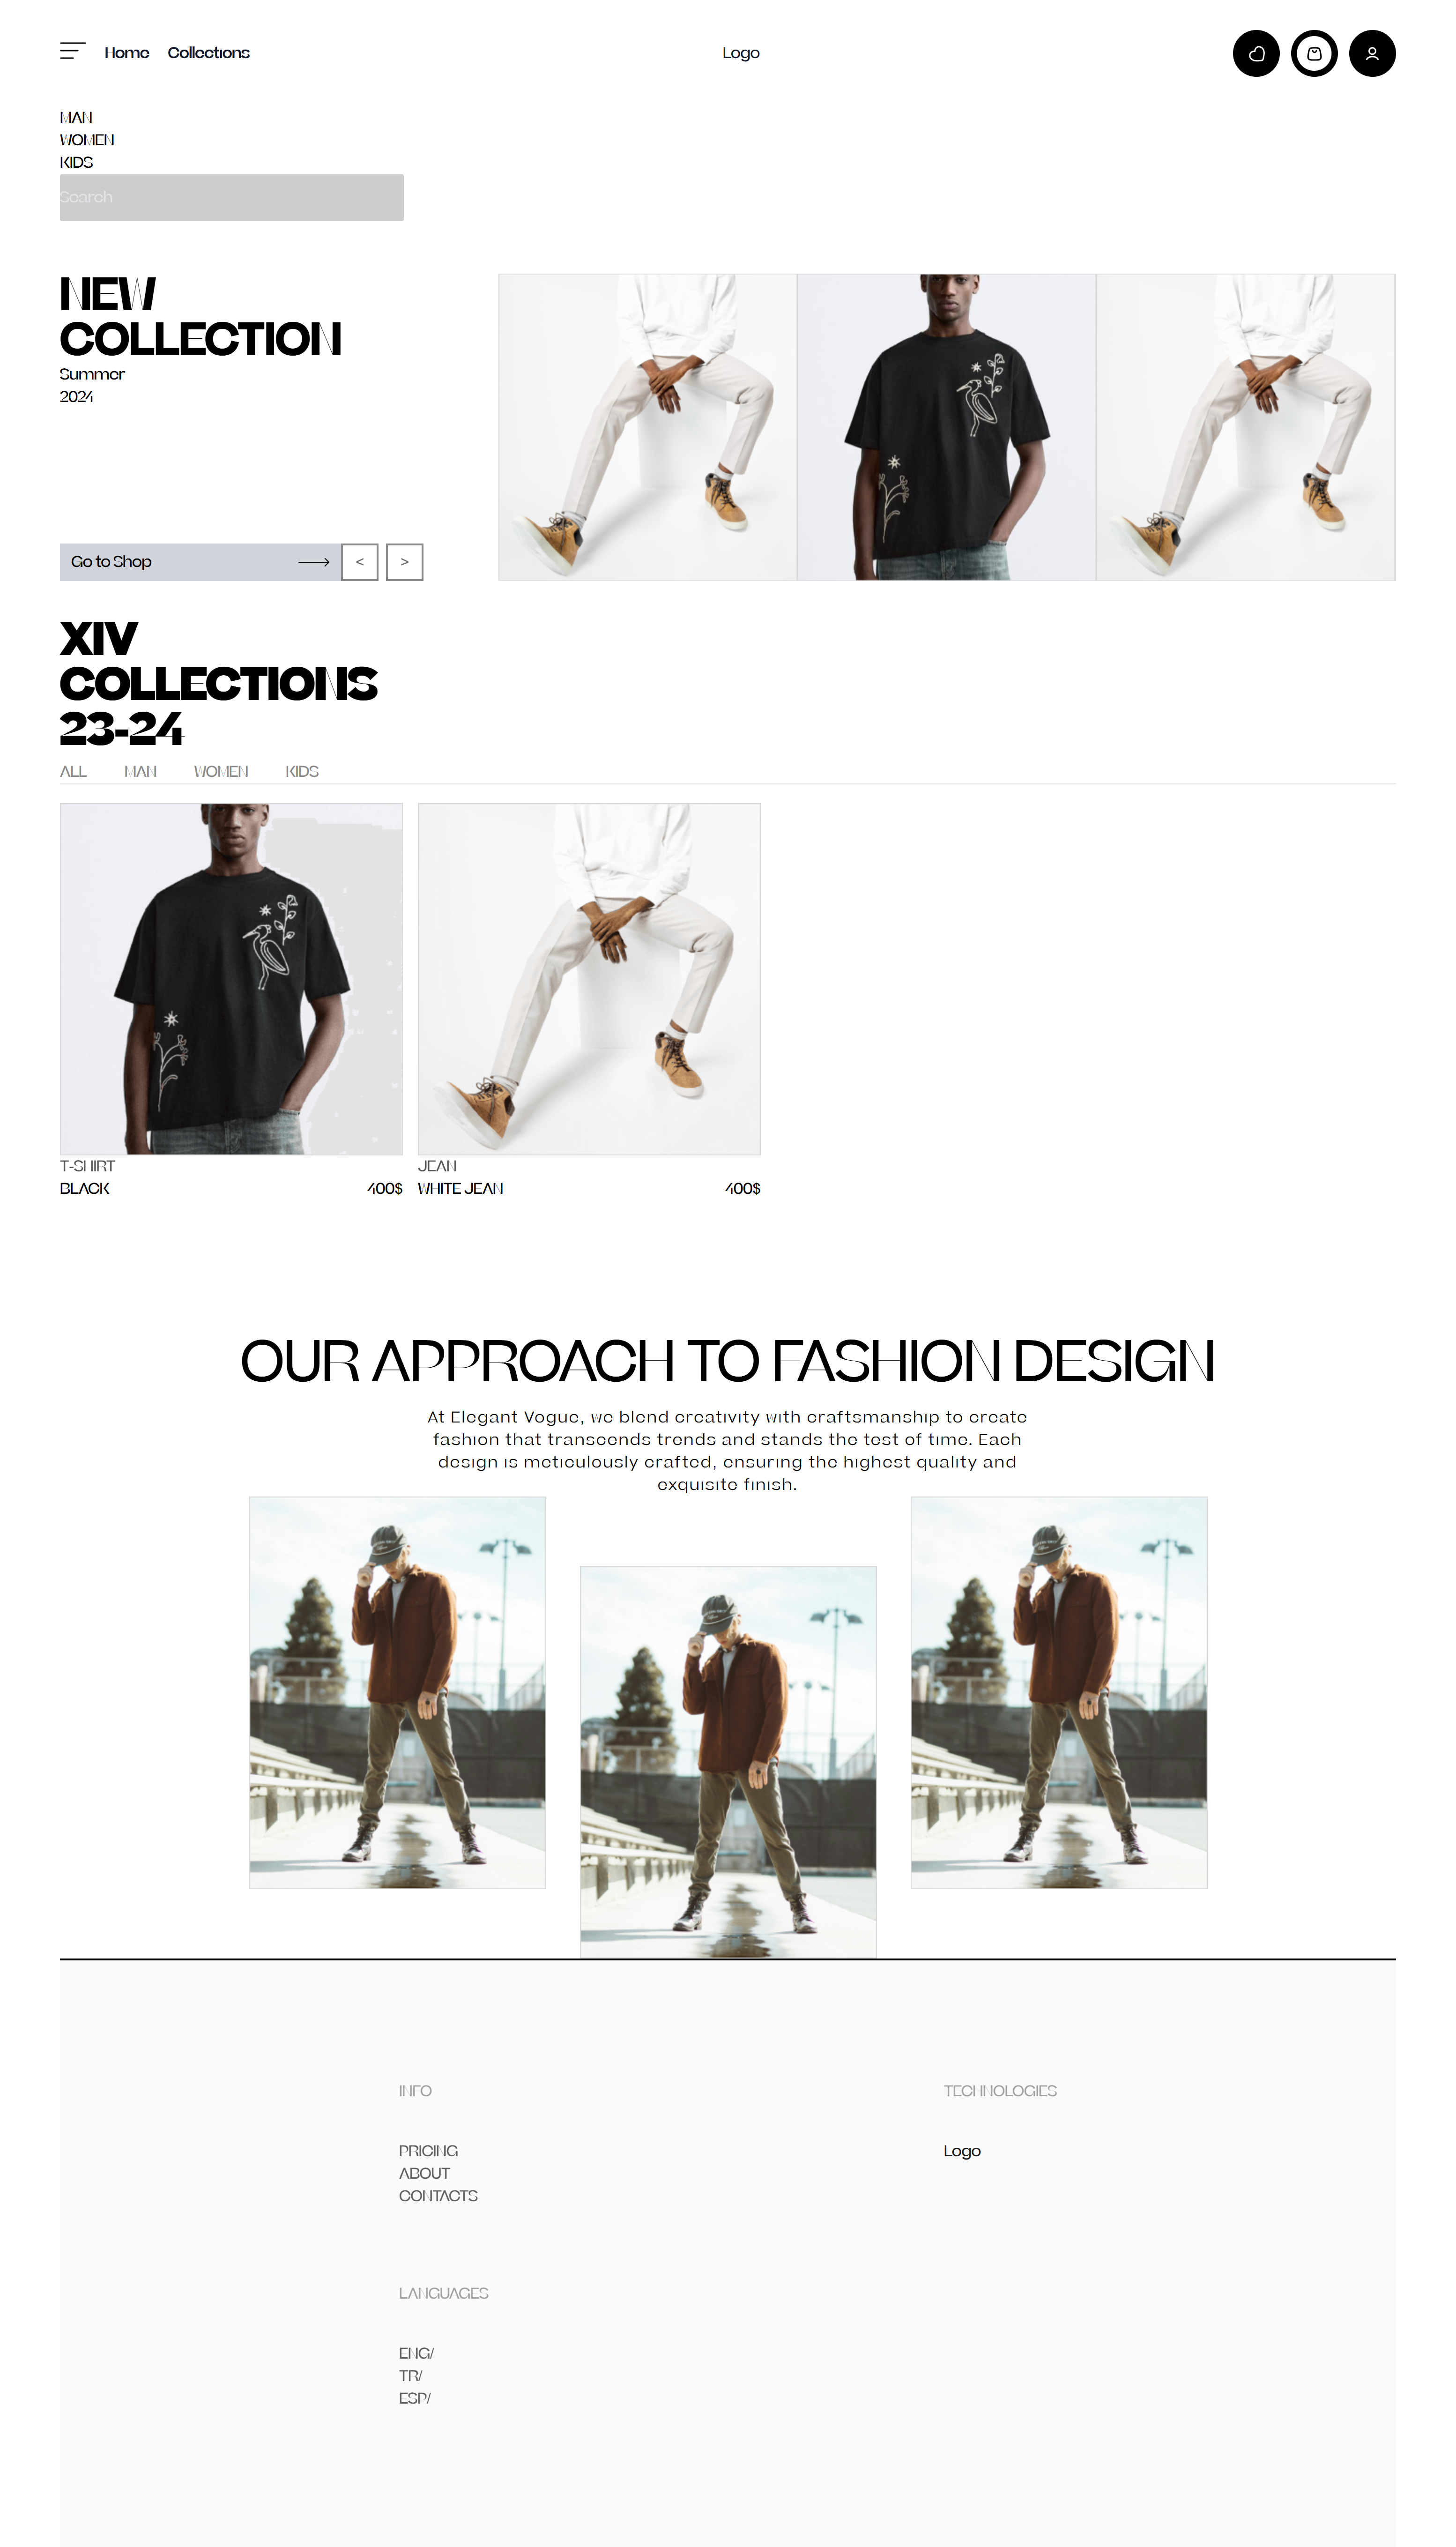 Home Collections Logo
MAN
WOMEN
KIDS
Search
NEW
COLLECTION
Summer
2024
Go to Shop < >
XIV
COLLECTIONS
23-24
ALL MAN WOMEN KIDS
T-SHIRT
BLACK 400$
JEAN
WHITE JEAN 400$
OUR APPROACH TO FASHION DESIGN
At Elegant Vogue, we blend creativity with craftsmanship to create
fashion that transcends trends and stands the test of time. Each
design is meticulously crafted, ensuring the highest quality and
exquisite finish.
INFO
PRICING
ABOUT
CONTACTS
LANGUAGES
ENG/
TR/
ESP/
TECHNOLOGIES
Logo